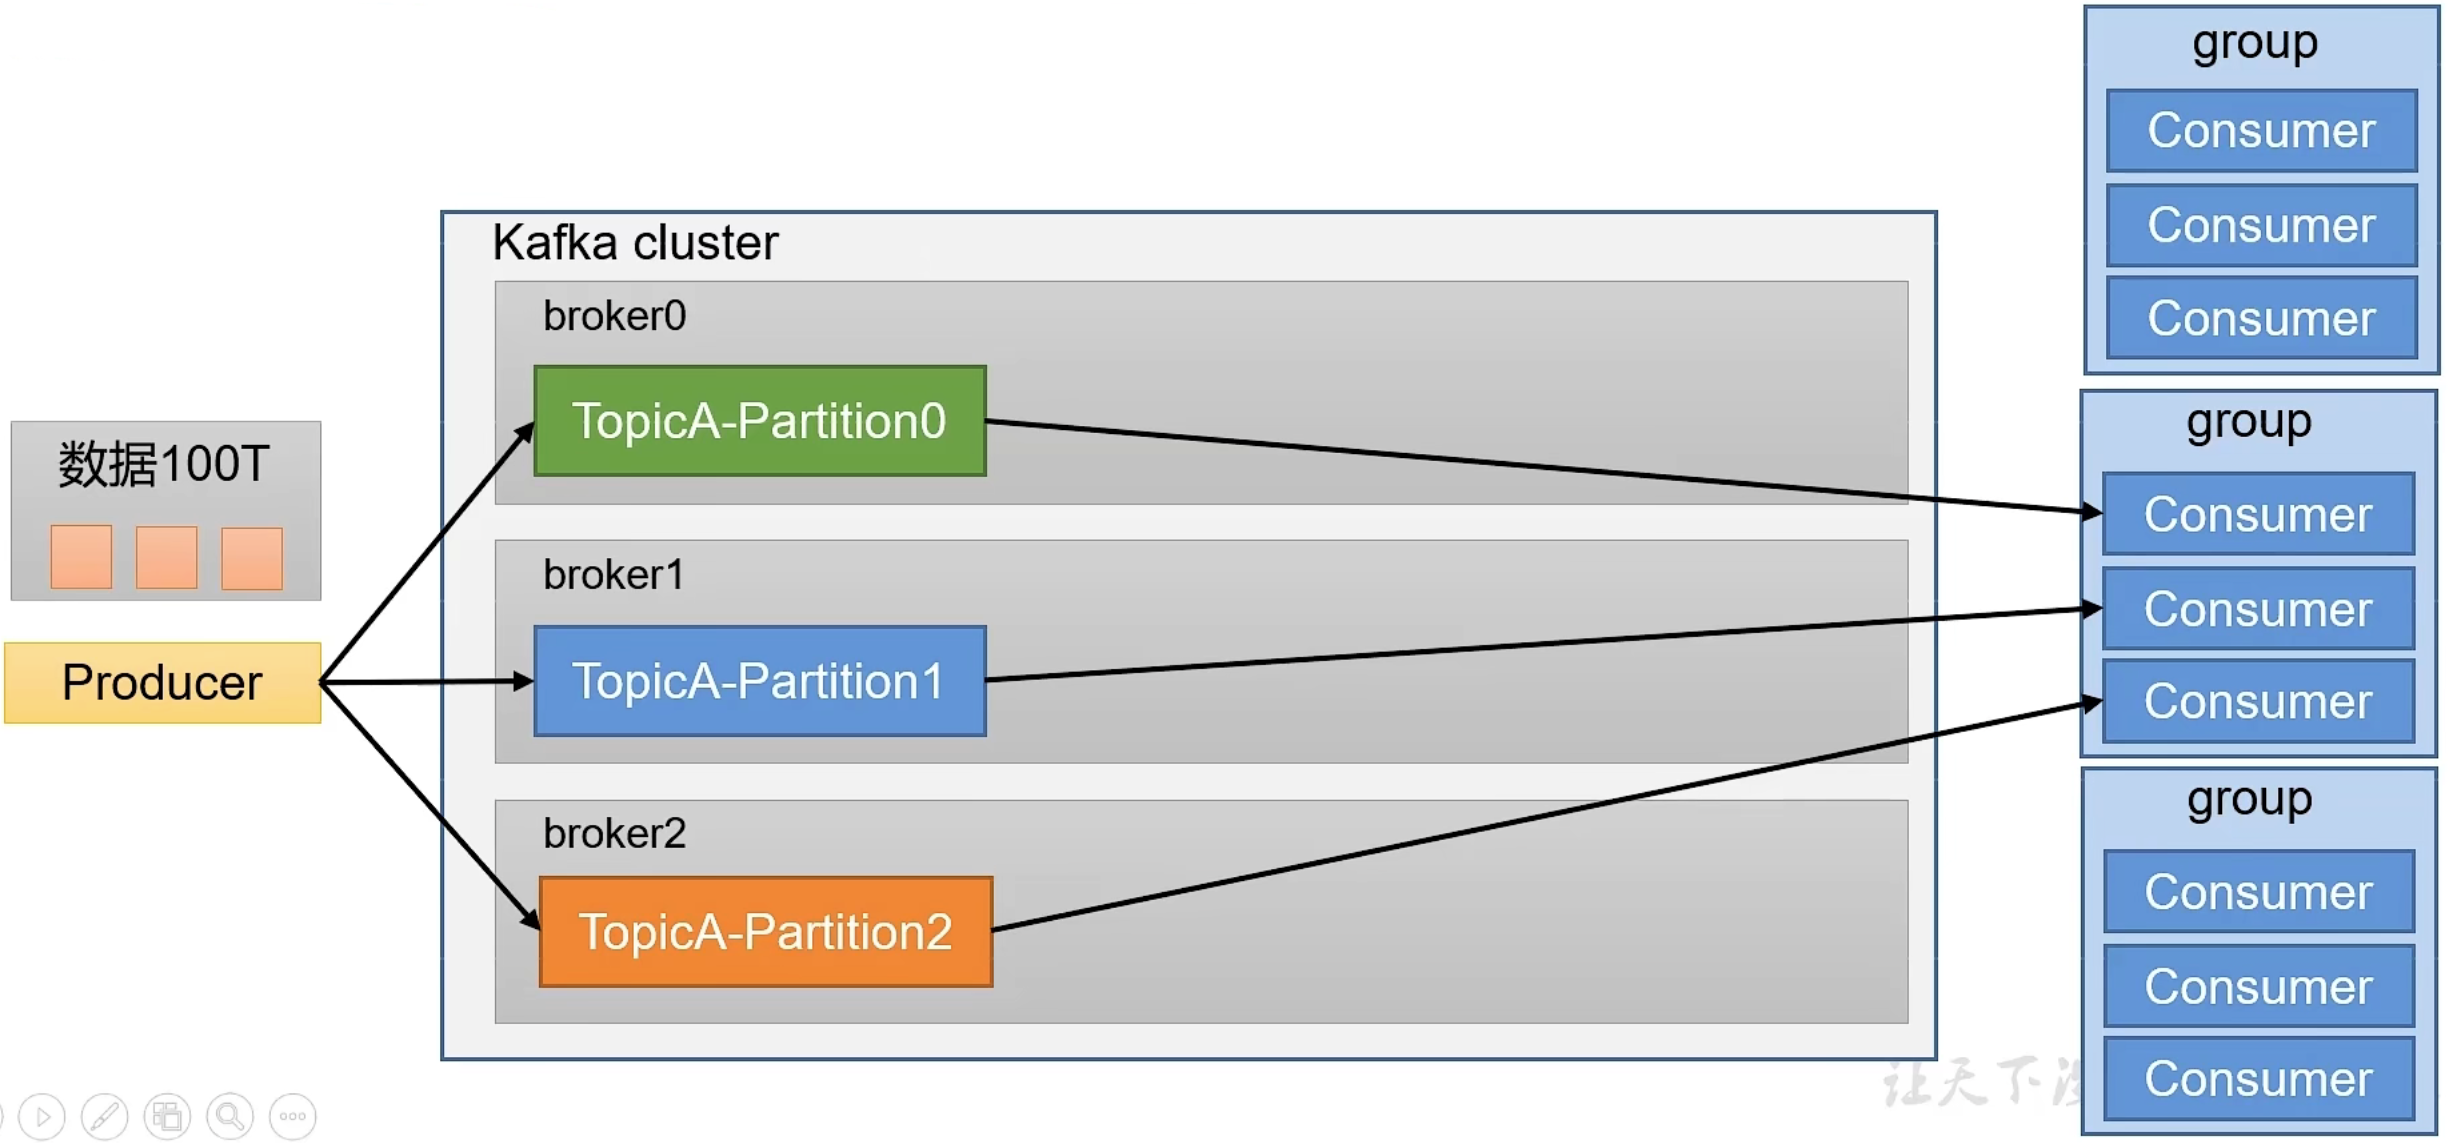 group
Consumer
Consumer
Consumer
Kafka cluster
broker0
TopicA-Partition0
数据100T
Producer
broker1
TopicA-Partition1
broker2
TopicA-Partition2
group
Consumer
Consumer
Consumer
group
Consumer
Consumer
Consumer
让天下没